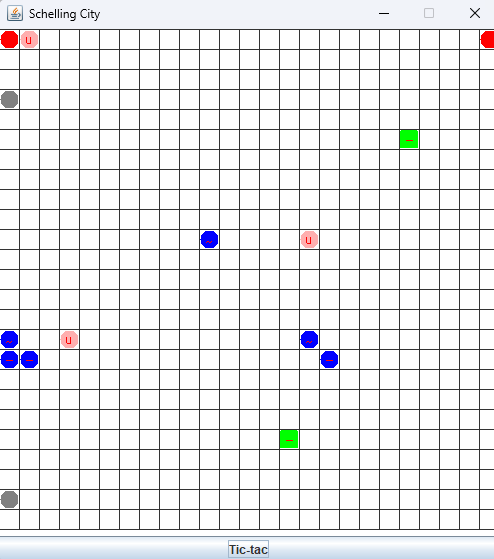 Schelling City
u
-
~ u
~ u ~
- - -
-
Tic-tac